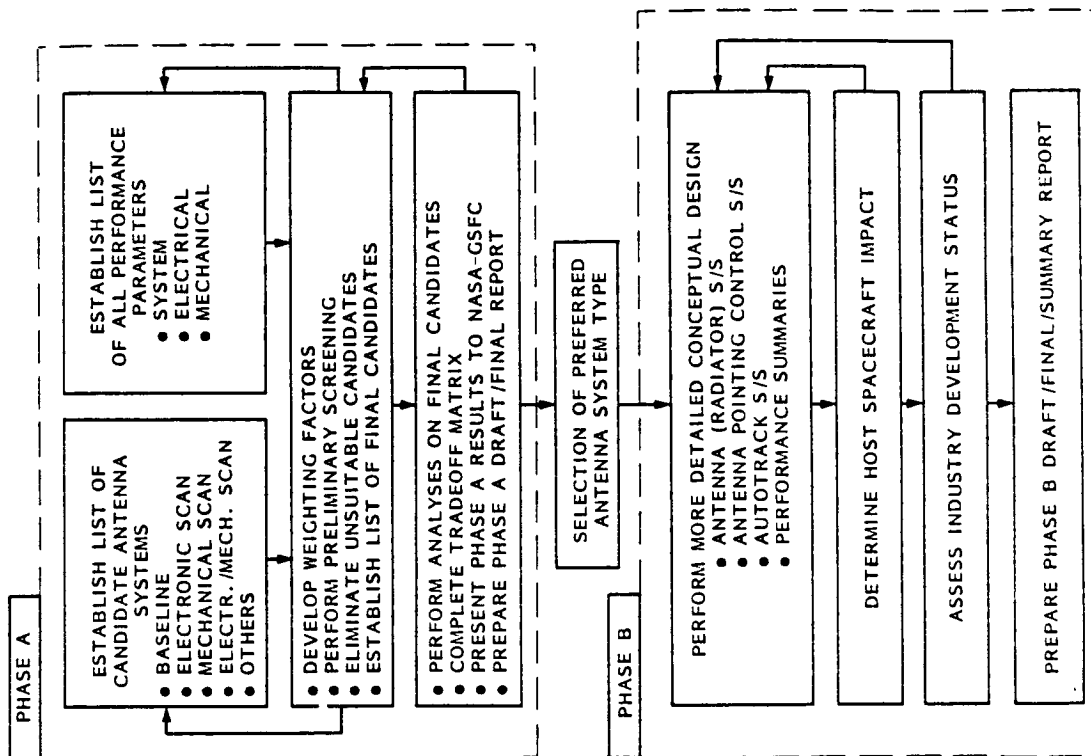 PHASE A
ESTABLISH LIST OF
CANDIDATE ANTENNA
SYSTEMS
● BASELINE
● ELECTRONIC SCAN
● MECHANICAL SCAN
● ELECTR./MECH. SCAN
● OTHERS
ESTABLISH LIST
OF ALL PERFORMANCE
PARAMETERS
● SYSTEM
● ELECTRICAL
● MECHANICAL
● DEVELOP WEIGHTING FACTORS
● PERFORM PRELIMINARY SCREENING
● ELIMINATE UNSUITABLE CANDIDATES
● ESTABLISH LIST OF FINAL CANDIDATES
● PERFORM ANALYSES ON FINAL CANDIDATES
● COMPLETE TRADEOFF MATRIX
● PRESENT PHASE A RESULTS TO NASA-GSFC
● PREPARE PHASE A DRAFT/FINAL REPORT
SELECTION OF PREFERRED
ANTENNA SYSTEM TYPE
PHASE B
PERFORM MORE DETAILED CONCEPTUAL DESIGN
● ANTENNA (RADIATOR) S/S
● ANTENNA POINTING CONTROL S/S
● AUTOTRACK S/S
● PERFORMANCE SUMMARIES
DETERMINE HOST SPACECRAFT IMPACT
ASSESS INDUSTRY DEVELOPMENT STATUS
PREPARE PHASE B DRAFT/FINAL/SUMMARY REPORT